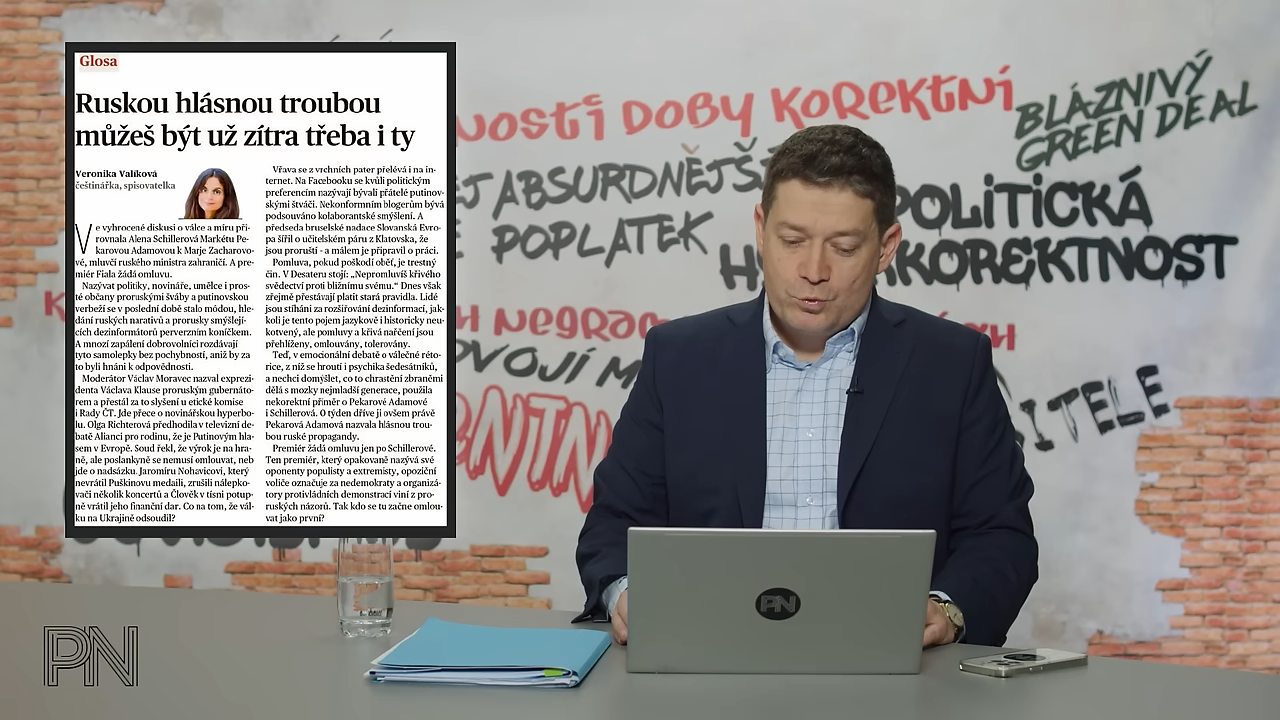 Glosa
Ruskou hlásnou troubou
můžeš být už zítra třeba i ty
Veronika Valíková
češtinářka, spisovatelka
Ve vyhrocené diskusi o válce a míru při-
rovnala Alena Schillerová Markétu Pe-
karovou Adamovou k Marje Zacharovo-
vé, mluvčí ruského ministra zahraničí. A pre-
miér Fiala žádá omluvu.
Nazývat politiky, novináře, umělce i pros-
té občany proruskými šváby a putinovskou
verbeží se v poslední době stalo módou, hle-
dání ruských narativů a prorusky smýšlejí-
cích dezinformátorů perverzním koníčkem.
A mnozí zapálení dobrovolníci rozdávají
tyto samolepky bez pochybností, aniž by za
to byli hnáni k odpovědnosti.
Moderátor Václav Moravec nazval exprezi-
denta Václava Klause proruským gubernáto-
rem a přestál za to slyšení u etické komise
i Rady ČT. Jde přece o novinářskou hyperbo-
lu. Olga Richterová předhodila v televizní de-
batě Alianci pro rodinu, že je Putinovým hla-
sem v Evropě. Soud řekl, že výrok je na hra-
ně, ale poslankyně se nemusí omlouvat, neb
jde o nadsázku. Jaromíru Nohavicovi, který
nevrátil Puškinovu medaili, zrušili nálepko-
vači několik koncertů a Člověk v tísni potup-
ně vrátil jeho finanční dar. Co na tom, že vál-
ku na Ukrajině odsoudil?
Vřava se z vrchních pater přelévá i na in-
ternet. Na Facebooku se kvůli politickým
preferencím nazývají bývalí přátelé putinov-
skými štváči. Nekonformním blogerům bývá
podsouváno kolaborantské smýšlení. A
předseda bruselské nadace Slovanská Evro-
pa šířil o učitelském páru z Klatovska, že
jsou proruští - a málem je připravil o práci.
Pomluva, pokud poškodí oběť, je trestný
čin. V Desateru stojí: „Nepromluvíš křivého
svědectví proti bližnímu svému.“ Dnes však
zřejmě přestávají platit stará pravidla. Lidé
jsou stíháni za rozšiřování dezinformací, jak-
koli je tento pojem jazykově i historicky neu-
kotvený, ale pomluvy a křivá nařčení jsou
přehlíženy, omlouvány, tolerovány.
Teď, v emocionální debatě o válečné réto-
rice, z níž se hroutí i psychika šedesátníků,
a nechci domýšlet, co to chrastění zbraněmi
dělá s mozky nejmladší generace, použila
nekorektní příměr o Pekarové Adamové
i Schillerová. O týden dříve ji ovšem právě
Pekarová Adamová nazvala hlásnou trou-
bou ruské propagandy.
Premiér žádá omluvu jen po Schillerové.
Ten premiér, který opakovaně nazývá své
oponenty populisty a extremisty, opoziční
voliče označuje za nedemokraty a organizá-
tory protivládních demonstrací viní z pro-
ruských názorů. Tak kdo se tu začne omlou-
vat jako první?
NOSTÍ DOBY KOREKTNÍ
BLÁZNIVÝ
GREEN DEAL
EJ ABSURDNĚJŠ
POPLATEK
POLITICKÁ
KOREKTNOST
PN
PN